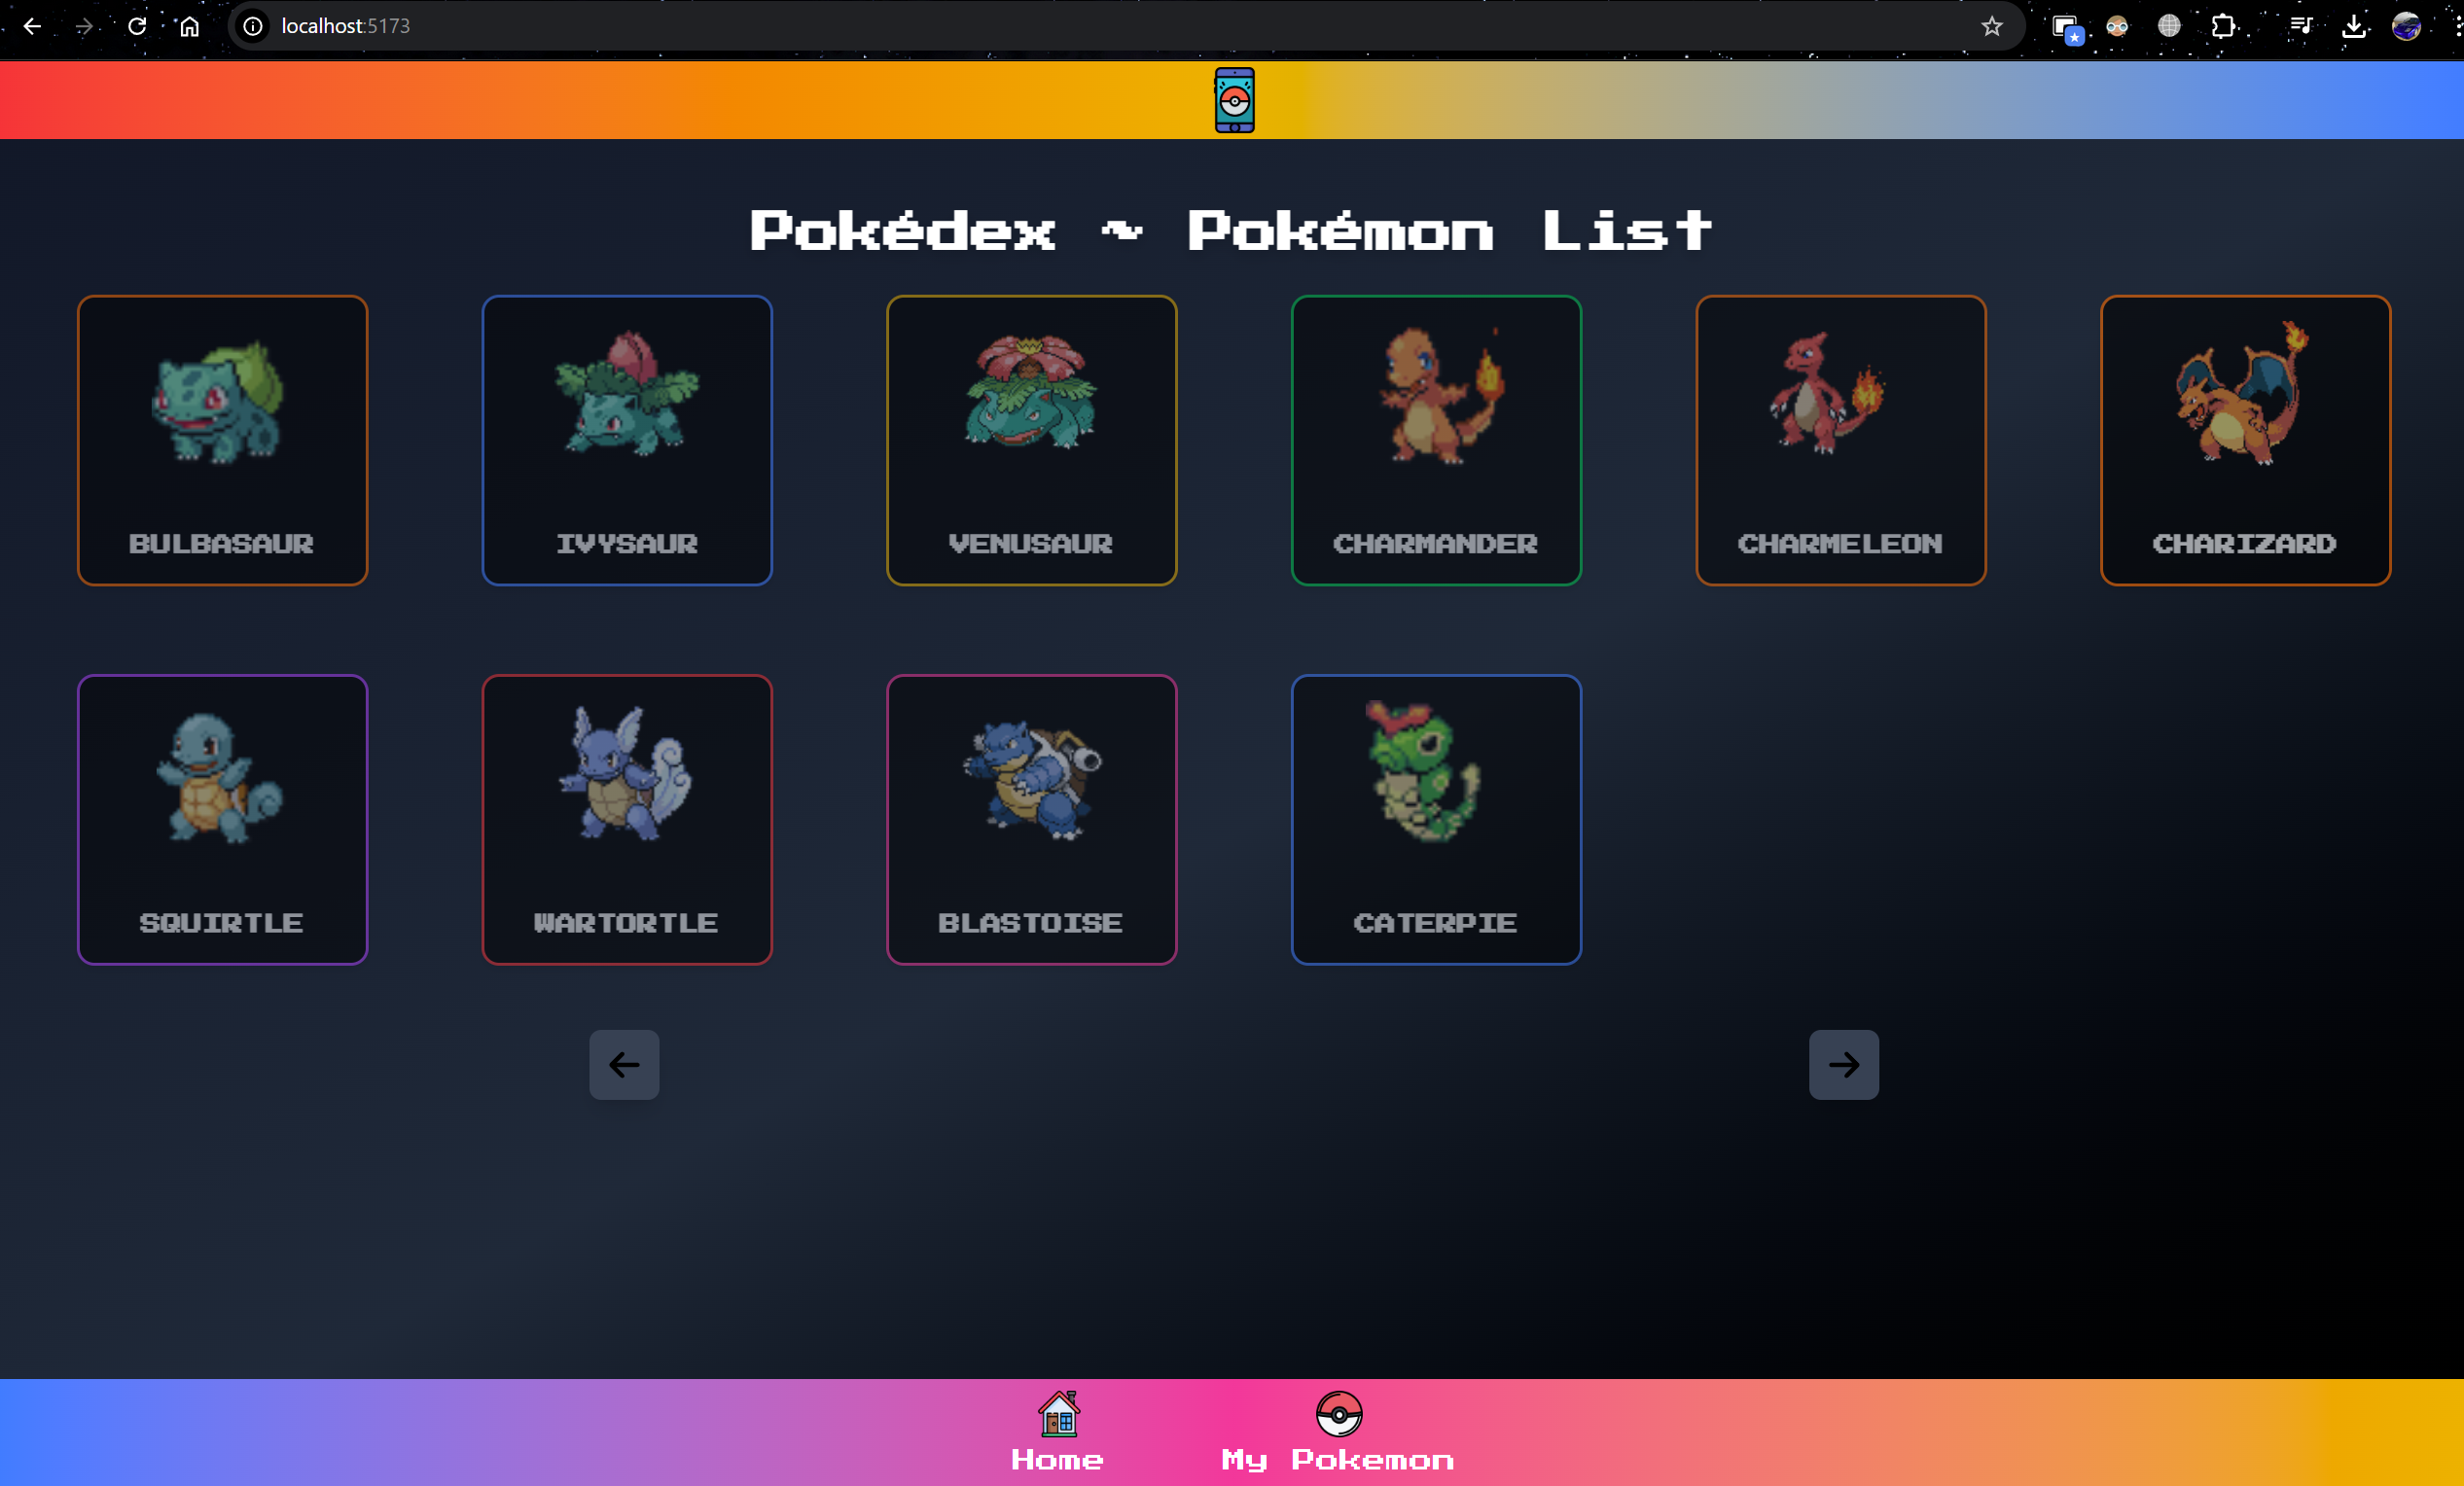 localhost:5173
Pokédex ~ Pokémon List
BULBASAUR
IVYSAUR
VENUSAUR
CHARMANDER
CHARMELEON
CHARIZARD
SQUIRTLE
WARTORTLE
BLASTOISE
CATERPIE
Home
My Pokemon